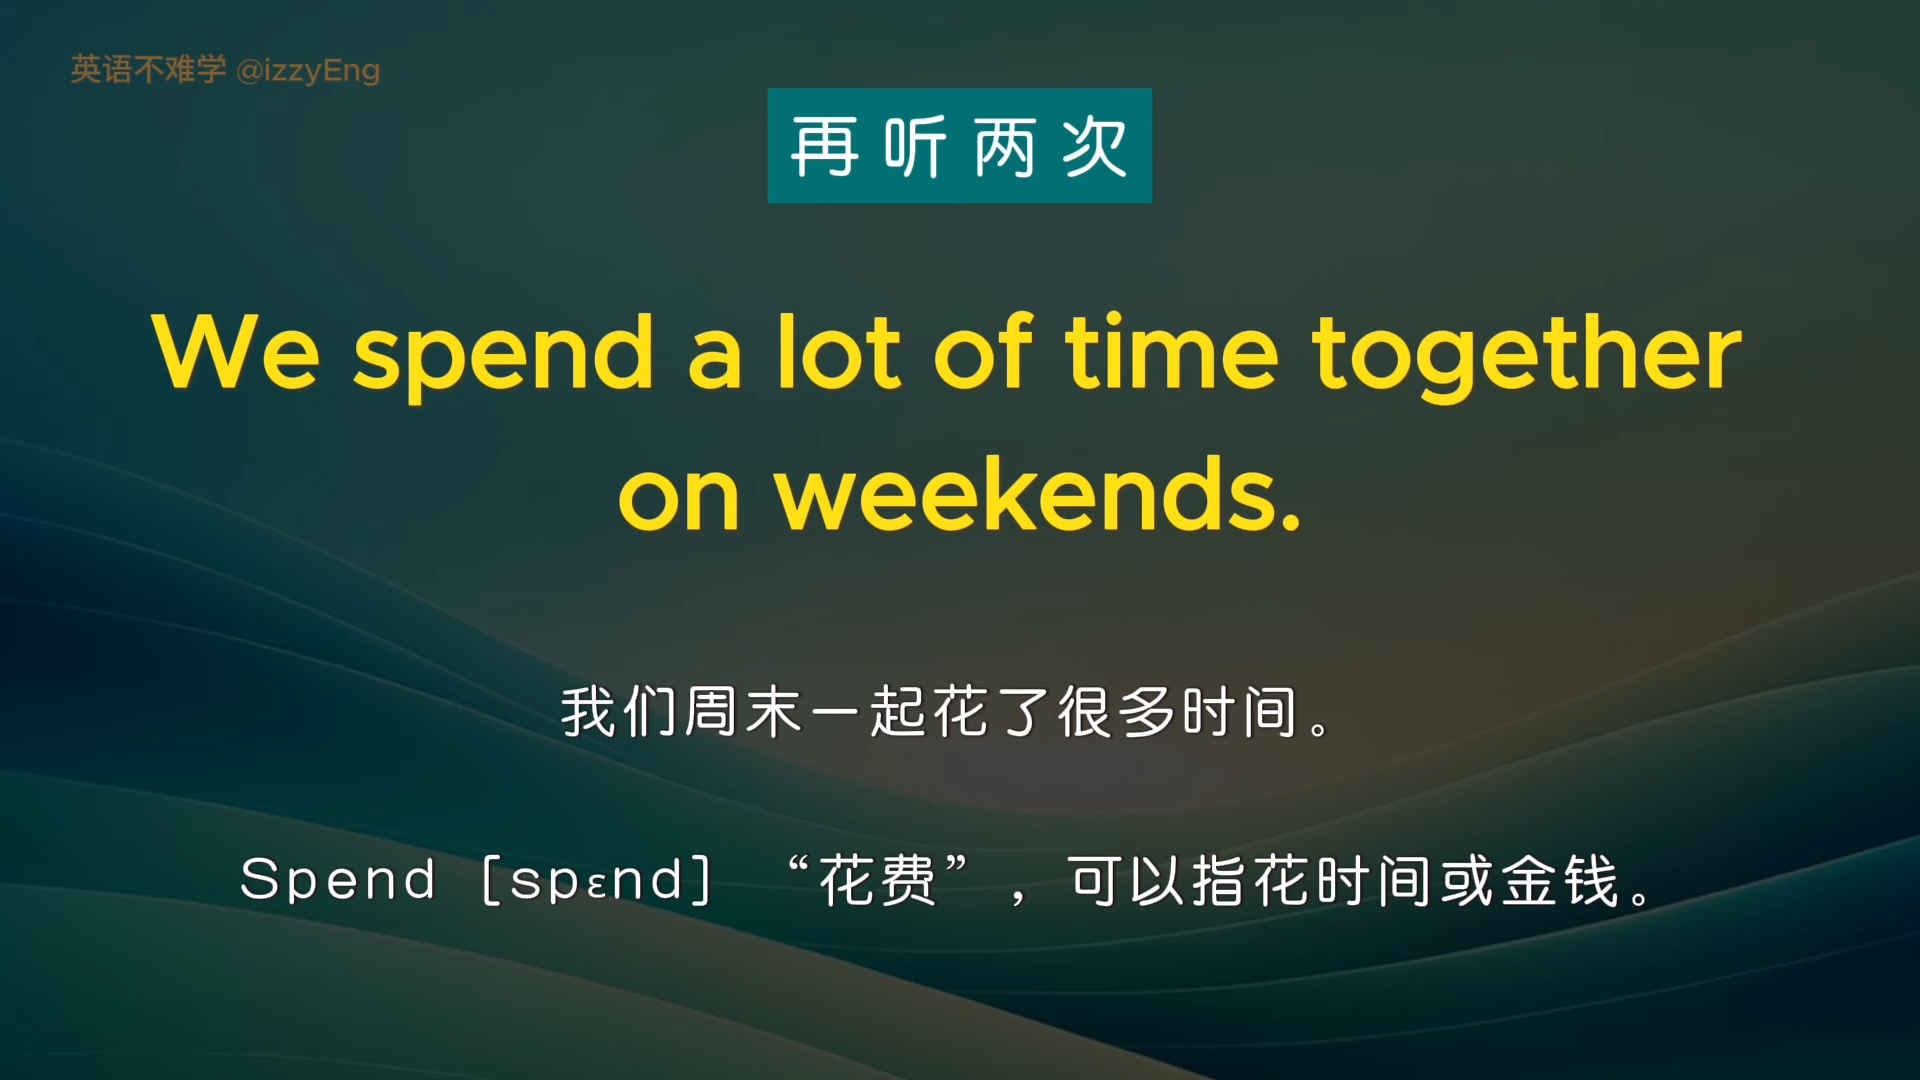 英语不难学 @izzyEng
再听两次
We spend a lot of time together
on weekends.
我们周末一起花了很多时间。
Spend [spɛnd] “花费”，可以指花时间或金钱。